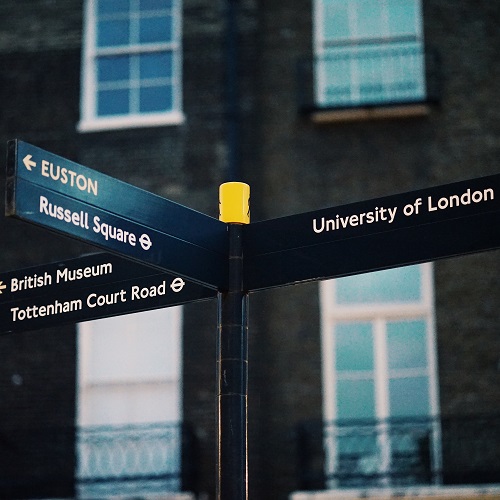 ← EUSTON
Russell Square
← British Museum
Tottenham Court Road
University of London